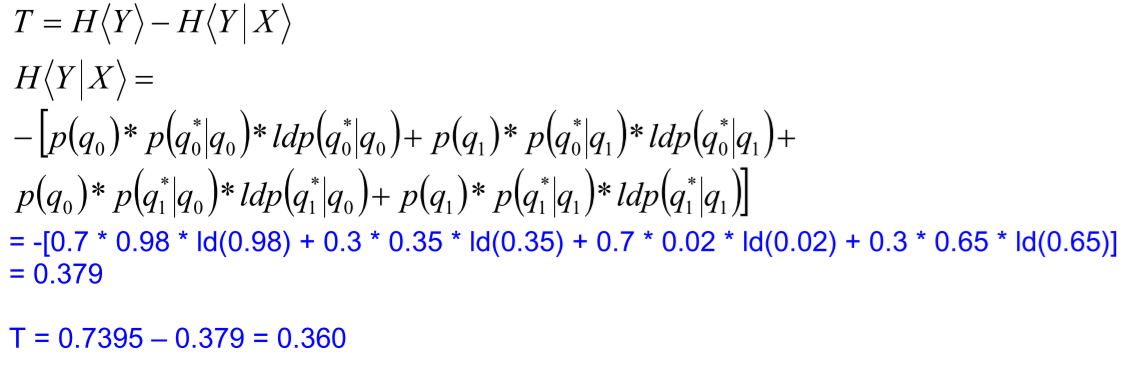 T = H⟨Y⟩ − H⟨Y|X⟩
H⟨Y|X⟩ =
−[p(q₀)* p(q₀*|q₀)* ldp(q₀*|q₀)+ p(q₁)* p(q₀*|q₁)* ldp(q₀*|q₁)+
p(q₀)* p(q₁*|q₀)* ldp(q₁*|q₀)+ p(q₁)* p(q₁*|q₁)* ldp(q₁*|q₁)]
= -[0.7 * 0.98 * ld(0.98) + 0.3 * 0.35 * ld(0.35) + 0.7 * 0.02 * ld(0.02) + 0.3 * 0.65 * ld(0.65)]
= 0.379
T = 0.7395 – 0.379 = 0.360